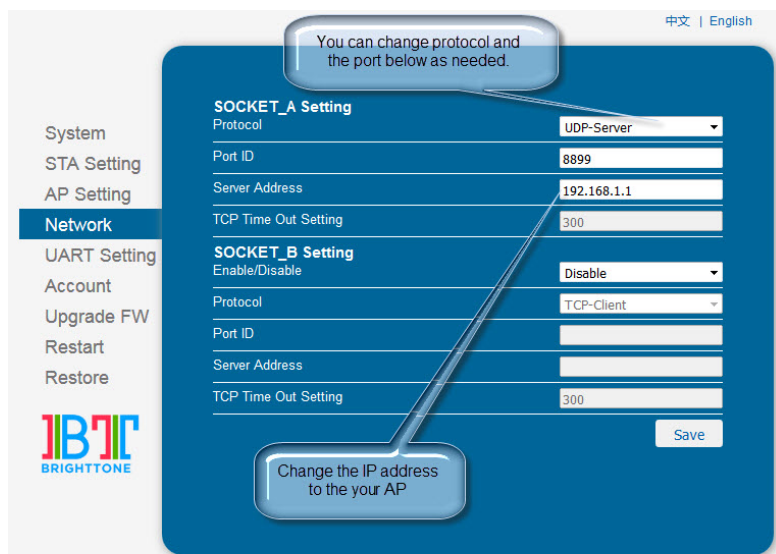 中文 | English
You can change protocol and
the port below as needed.
System
STA Setting
AP Setting
Network
UART Setting
Account
Upgrade FW
Restart
Restore
IBT
BRIGHTTONE
SOCKET_A Setting
Protocol UDP-Server
Port ID 8899
Server Address 192.168.1.1
TCP Time Out Setting 300
SOCKET_B Setting
Enable/Disable Disable
Protocol TCP-Client
Port ID
Server Address
TCP Time Out Setting 300
Save
Change the IP address
to the your AP